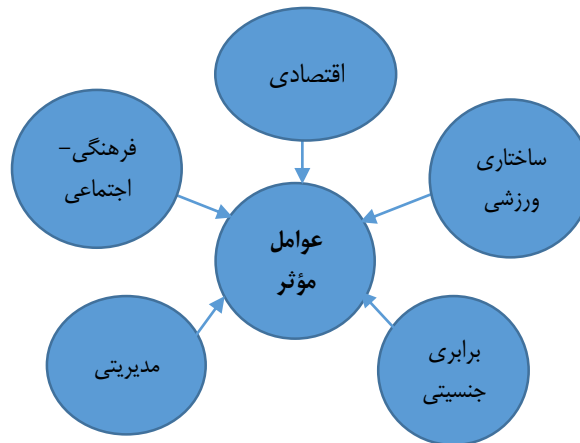 اقتصادی
ساختاری
ورزشی
فرهنگی–
اجتماعی
عوامل
مؤثر
برابری
جنسیتی
مدیریتی